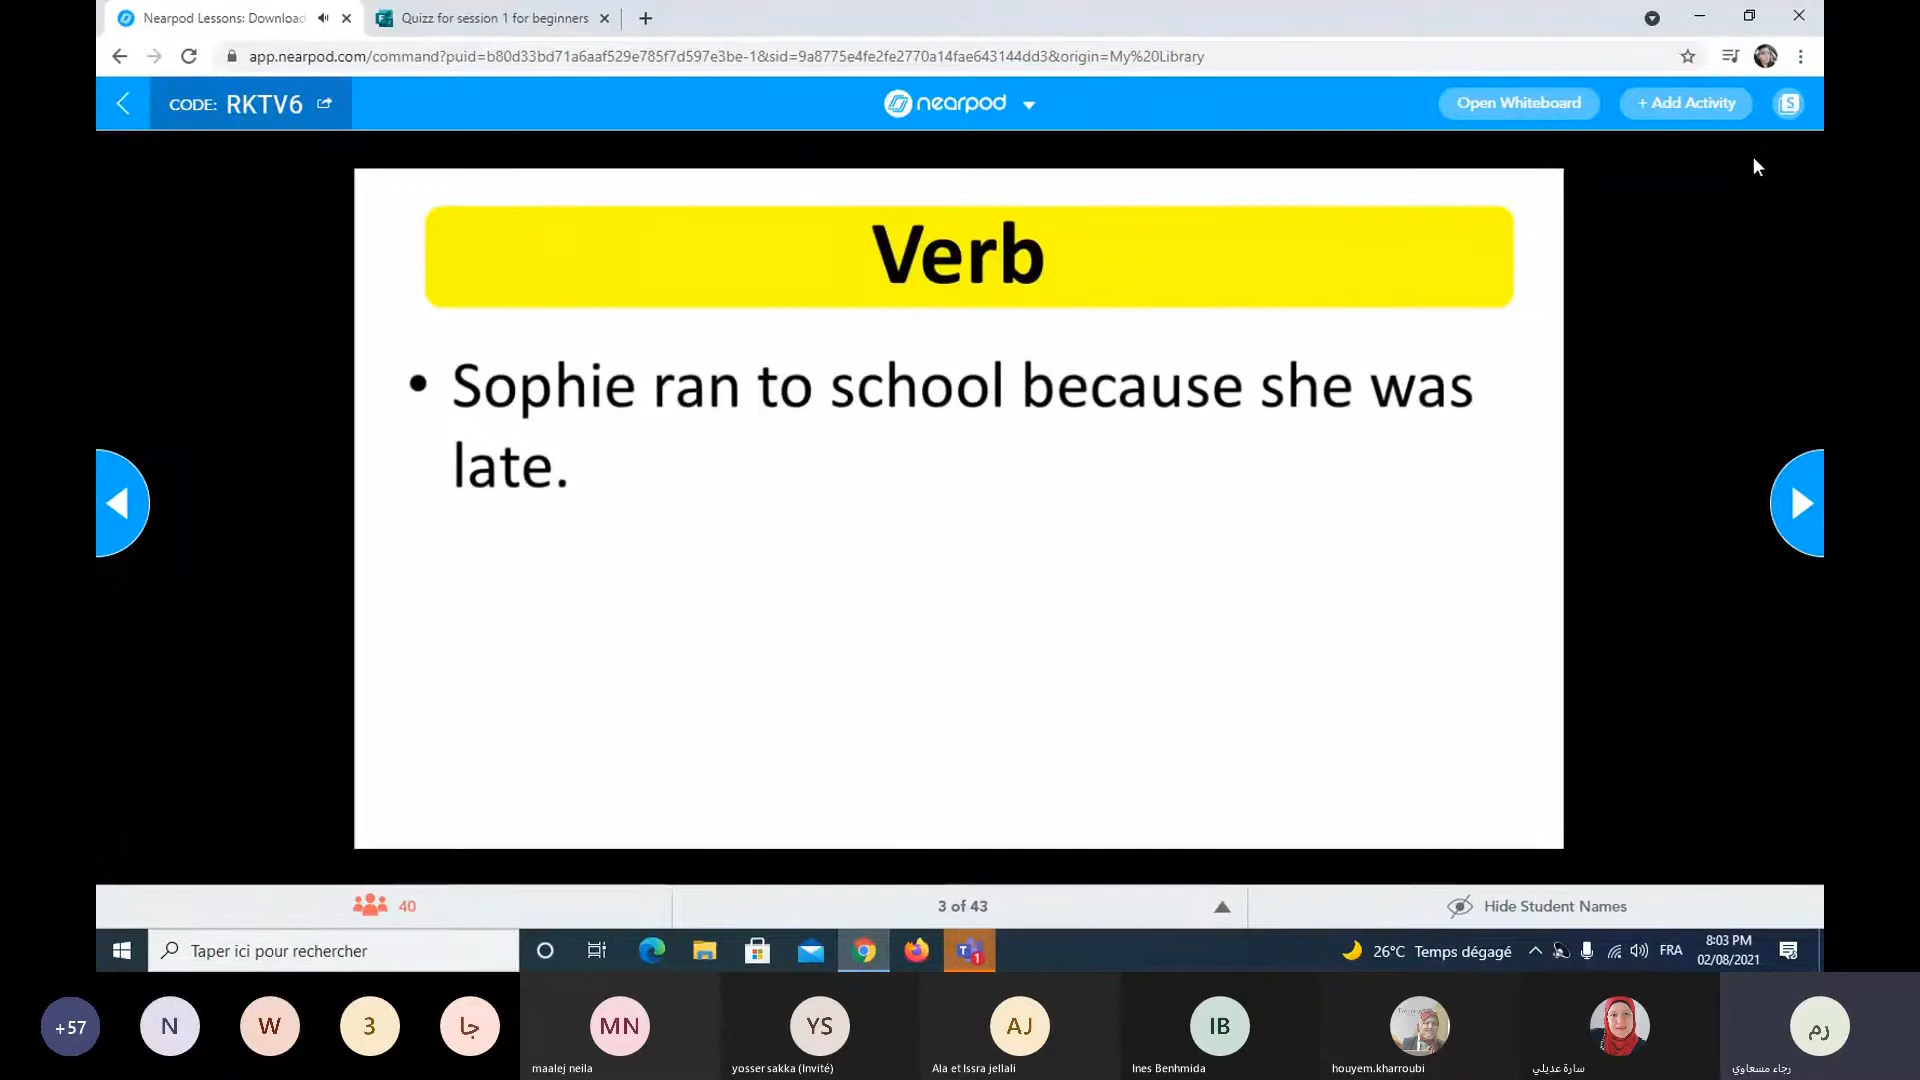 Nearpod Lessons: Download
Quizz for session 1 for beginners
app.nearpod.com/command?puid=b80d33bd71a6aaf529e785f7d597e3be-1&sid=9a8775e4fe2fe2770a14fae643144dd3&origin=My%20Library
CODE: RKTV6
nearpod
Open Whiteboard
+ Add Activity
S
Verb
• Sophie ran to school because she was
late.
40
3 of 43
Hide Student Names
Taper ici pour rechercher
1
26°C Temps dégagé
FRA
8:03 PM
02/08/2021
+57
N
W
3
جا
MN
YS
AJ
IB
رم
maalej neila
yosser sakka (Invité)
Ala et Issra jellali
Ines Benhmida
houyem.kharroubi
سارة عديلي
رجاء مسعاوي